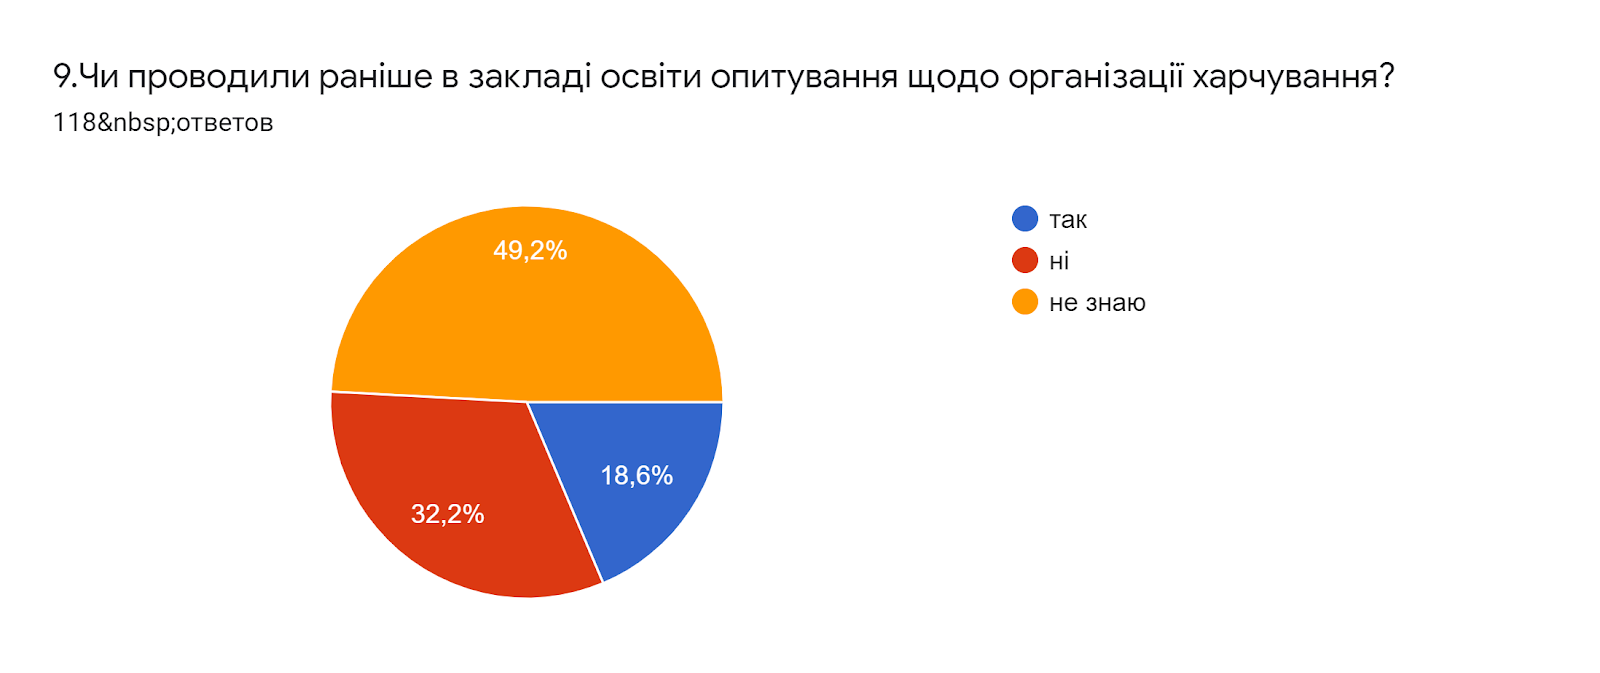 9.Чи проводили раніше в закладі освіти опитування щодо організації харчування?
118&nbsp;ответов
49,2%
18,6%
32,2%
так
ні
не знаю